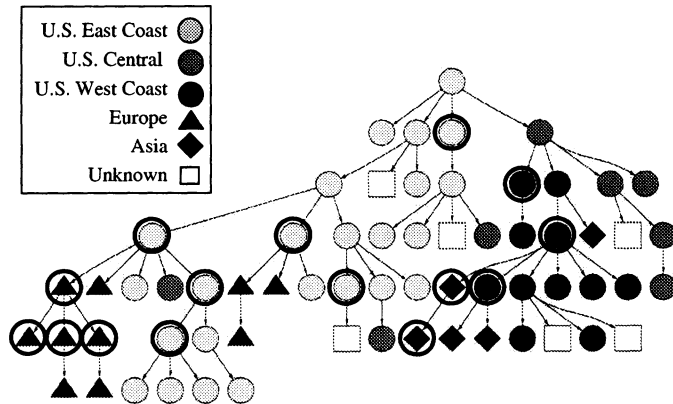 U.S. East Coast
U.S. Central
U.S. West Coast
Europe
Asia
Unknown